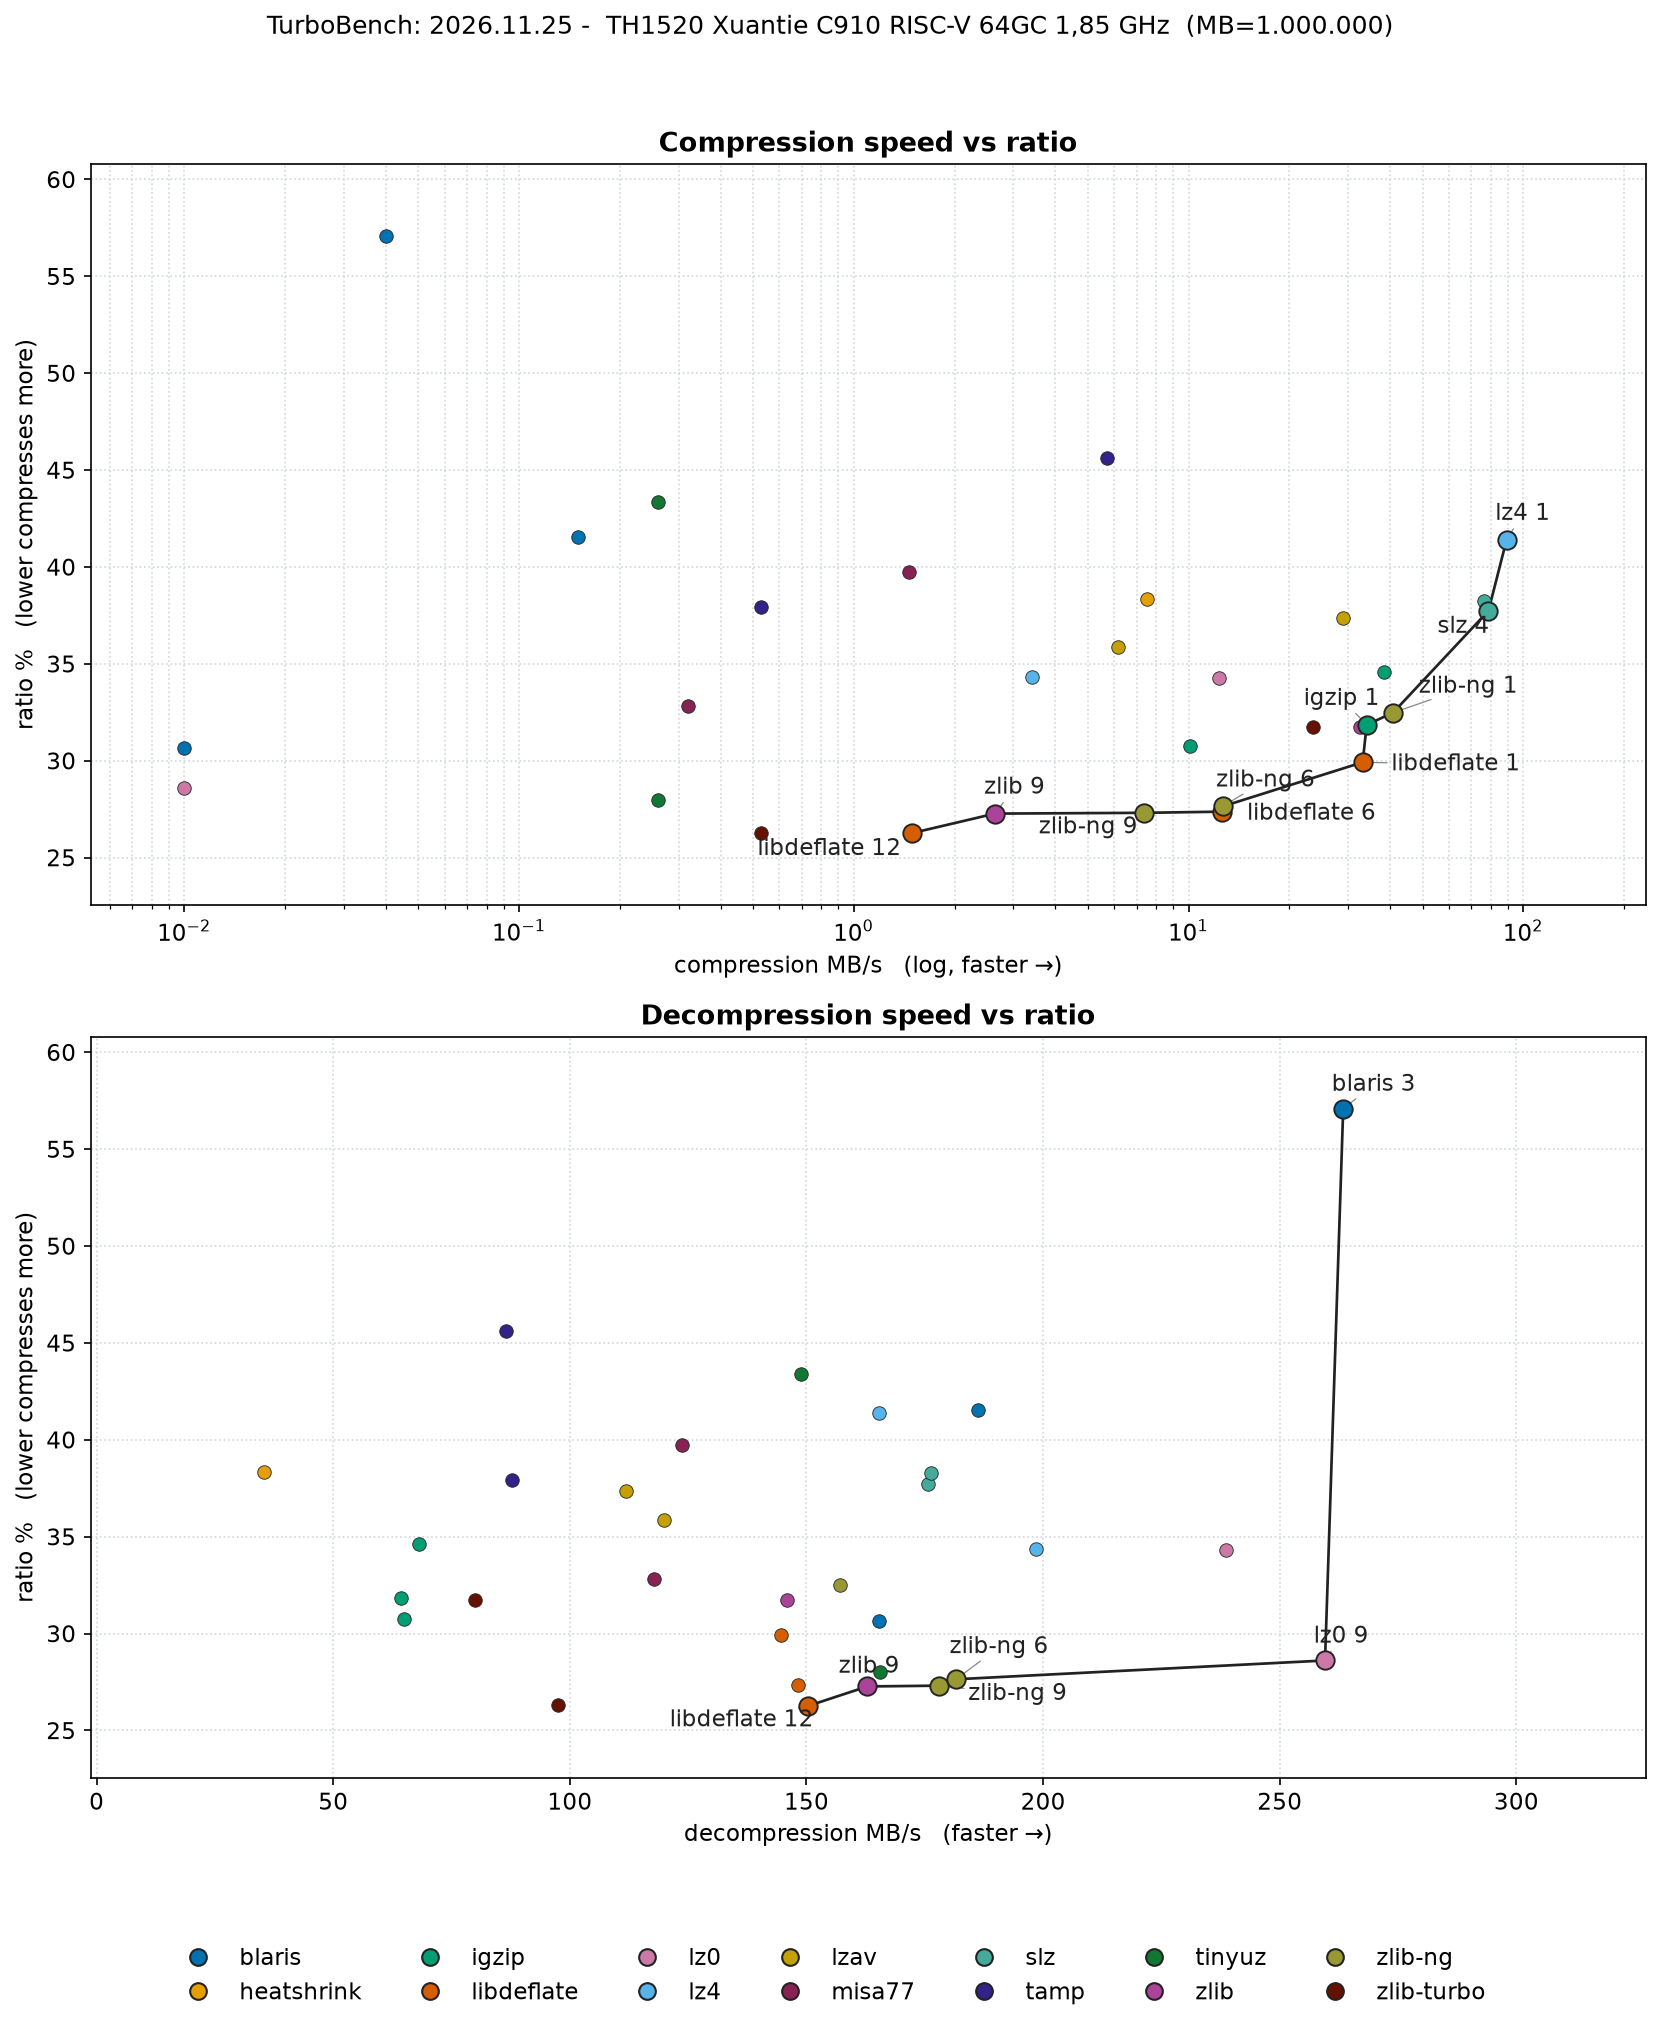 TurboBench: 2026.11.25 -  TH1520 Xuantie C910 RISC-V 64GC 1,85 GHz  (MB=1.000.000)
Compression speed vs ratio
ratio %   (lower compresses more)
60
55
50
45
40
35
30
25
lz4 1
slz 4
zlib-ng 1
igzip 1
libdeflate 1
zlib-ng 6
zlib 9
libdeflate 6
zlib-ng 9
libdeflate 12
10⁻² 10⁻¹ 10⁰ 10¹ 10²
compression MB/s   (log, faster →)
Decompression speed vs ratio
ratio %   (lower compresses more)
60
55
50
45
40
35
30
25
blaris 3
lz0 9
zlib-ng 6
zlib 9
zlib-ng 9
libdeflate 12
0 50 100 150 200 250 300
decompression MB/s   (faster →)
blaris igzip lz0 lzav slz tinyuz zlib-ng
heatshrink libdeflate lz4 misa77 tamp zlib zlib-turbo